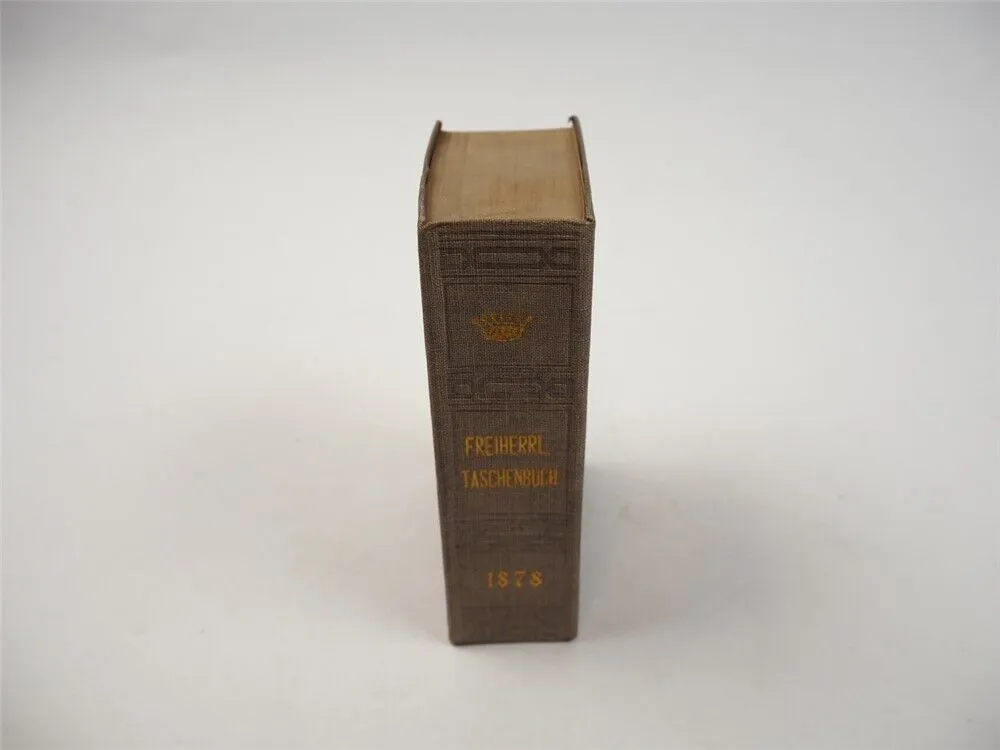 FREIHERRL.
TASCHENBUCH
1878